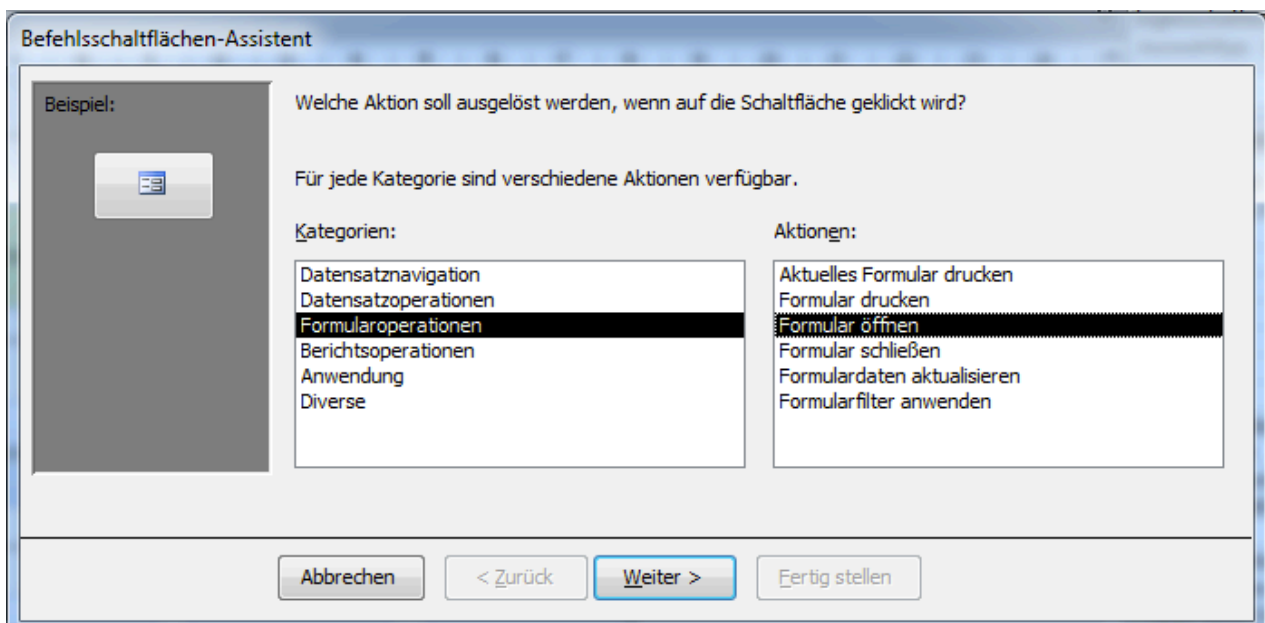 Befehlsschaltflächen-Assistent
Beispiel:
Welche Aktion soll ausgelöst werden, wenn auf die Schaltfläche geklickt wird?
Für jede Kategorie sind verschiedene Aktionen verfügbar.
Kategorien:
Datensatznavigation
Datensatzoperationen
Formularoperationen
Berichtsoperationen
Anwendung
Diverse
Aktionen:
Aktuelles Formular drucken
Formular drucken
Formular öffnen
Formular schließen
Formulardaten aktualisieren
Formularfilter anwenden
Abbrechen
< Zurück
Weiter >
Fertig stellen